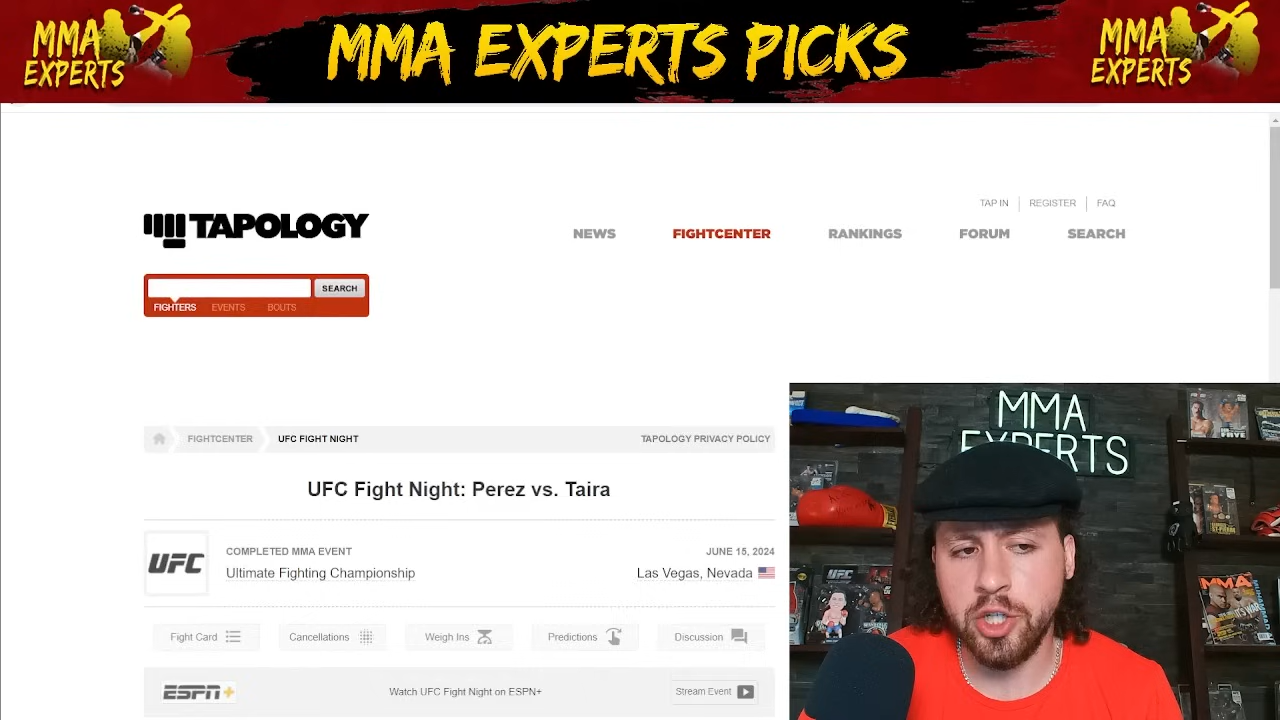 MMA EXPERTS
MMA EXPERTS PICKS
MMA EXPERTS
TAP IN
REGISTER
FAQ
TAPOLOGY
NEWS
FIGHTCENTER
RANKINGS
FORUM
SEARCH
SEARCH
FIGHTERS
EVENTS
BOUTS
FIGHTCENTER
UFC FIGHT NIGHT
TAPOLOGY PRIVACY POLICY
UFC Fight Night: Perez vs. Taira
UFC
COMPLETED MMA EVENT
JUNE 15, 2024
Ultimate Fighting Championship
Las Vegas, Nevada
Fight Card
Cancellations
Weigh Ins
Predictions
Discussion
ESPN+
Watch UFC Fight Night on ESPN+
Stream Event
MMA
EXPERTS
FRYE
UFC
MMA